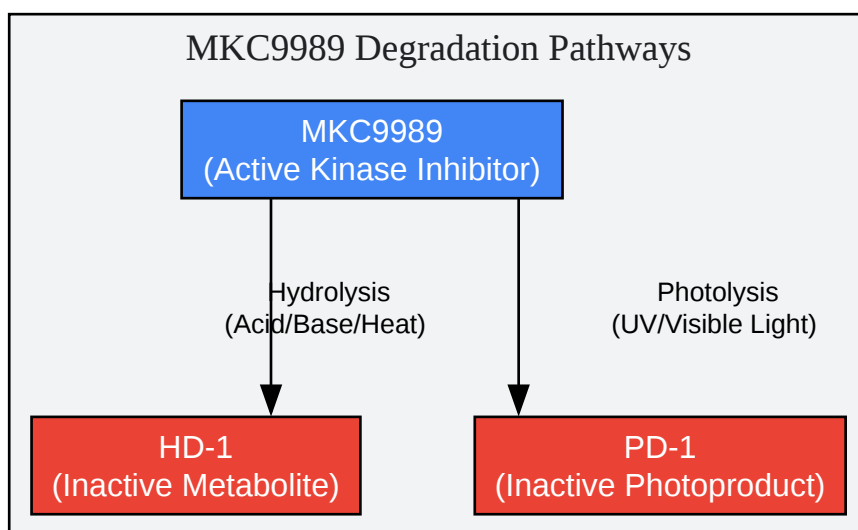 MKC9989 Degradation Pathways
MKC9989
(Active Kinase Inhibitor)
Hydrolysis
(Acid/Base/Heat)
Photolysis
(UV/Visible Light)
HD-1
(Inactive Metabolite)
PD-1
(Inactive Photoproduct)